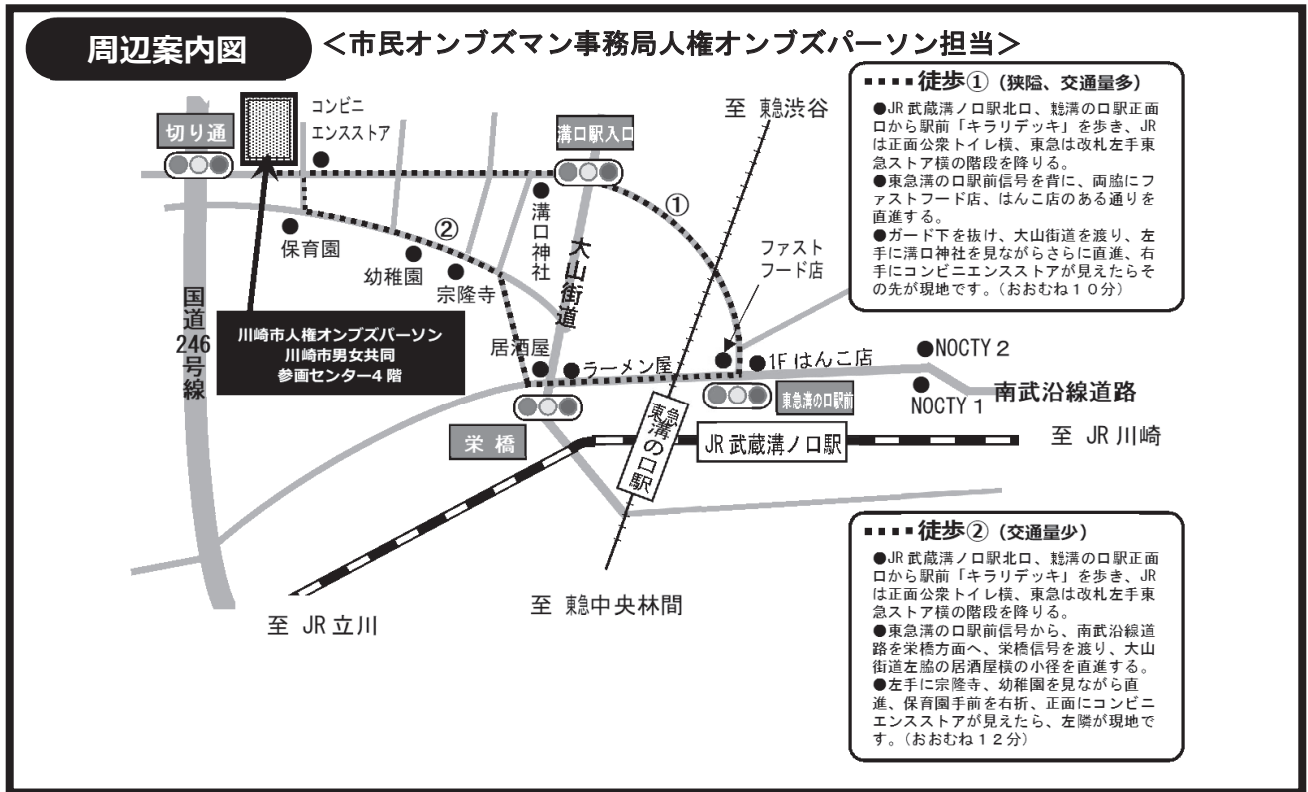 周辺案内図
＜市民オンブズマン事務局人権オンブズパーソン担当＞
切り通
コンビニ
エンスストア
溝口駅入口
至 東急渋谷
①
②
保育園
幼稚園
宗隆寺
溝口神社
大山街道
ファスト
フード店
国道
246
号線
川崎市人権オンブズパーソン
川崎市男女共同
参画センター4 階
居酒屋
ラーメン屋
1F はんこ店
NOCTY 2
NOCTY 1
南武沿線道路
東急溝の口駅前
栄 橋
東急溝の口駅
JR 武蔵溝ノ口駅
至 JR 川崎
至 JR 立川
至 東急中央林間
徒歩①（狭隘、交通量多）
●JR 武蔵溝ノ口駅北口、東急溝の口駅正面
口から駅前「キラリデッキ」を歩き、JR
は正面公衆トイレ横、東急は改札左手東
急ストア横の階段を降りる。
●東急溝の口駅前信号を背に、両脇にフ
ァストフード店、はんこ店のある通りを
直進する。
●ガード下を抜け、大山街道を渡り、左
手に溝口神社を見ながらさらに直進、右
手にコンビニエンスストアが見えたらそ
の先が現地です。（おおむね１０分）
徒歩②（交通量少）
●JR 武蔵溝ノ口駅北口、東急溝の口駅正面
口から駅前「キラリデッキ」を歩き、JR
は正面公衆トイレ横、東急は改札左手東
急ストア横の階段を降りる。
●東急溝の口駅前信号から、南武沿線道
路を栄橋方面へ、栄橋信号を渡り、大山
街道左脇の居酒屋横の小径を直進する。
●左手に宗隆寺、幼稚園を見ながら直
進、保育園手前を右折、正面にコンビニ
エンスストアが見えたら、左隣が現地で
す。（おおむね１２分）